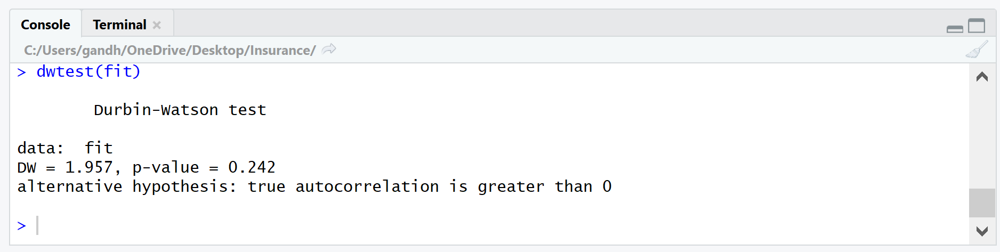 Console Terminal
C:/Users/gandh/OneDrive/Desktop/Insurance/
> dwtest(fit)
Durbin-Watson test
data:  fit
DW = 1.957, p-value = 0.242
alternative hypothesis: true autocorrelation is greater than 0
>